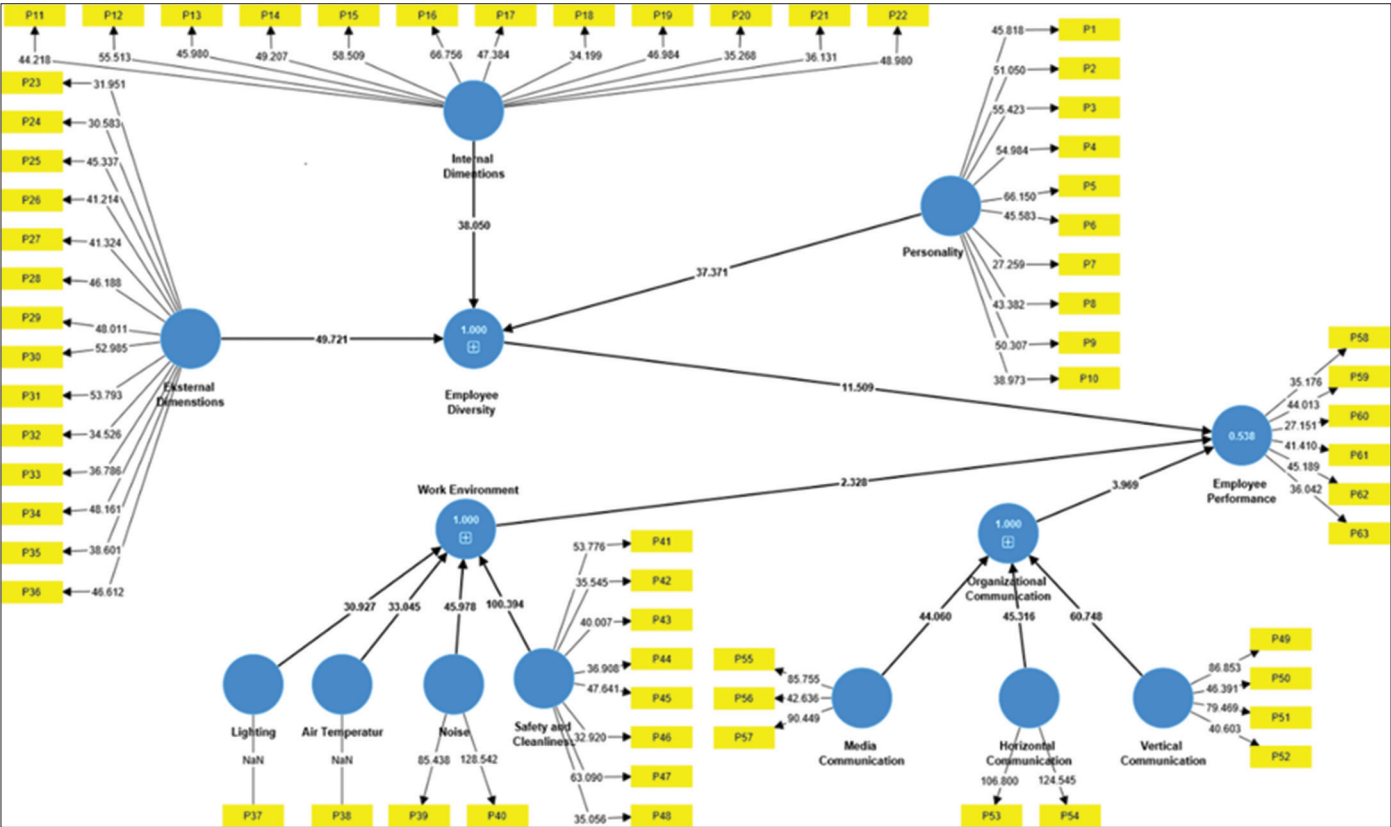 P11 P12 P13 P14 P15 P16 P17 P18 P19 P20 P21 P22
44.218 55.513 45.980 49.207 58.509 66.756 47.384 34.199 46.984 35.268 36.131 48.980
P23 31.951
P24 30.583
P25 45.337
P26 41.214
P27 41.324
P28 46.188
P29 48.011
P30 52.985
P31 53.793
P32 34.526
P33 36.786
P34 48.161
P35 38.601
P36 46.612
Internal
Dimentions
38.050
45.818 P1
51.050 P2
55.423 P3
54.984 P4
66.150 P5
45.583 P6
27.259 P7
43.382 P8
50.307 P9
38.973 P10
Personality
37.371
Eksternal
Dimenstions
49.721
1.000
Employee
Diversity
11.509
2.328
3.969
0.538
Employee
Performance
35.176 P58
44.013 P59
27.151 P60
41.410 P61
45.189 P62
36.042 P63
Work Environment
1.000
30.927 33.045 45.978 100.394
Lighting
NaN
P37
Air Temperatur
NaN
P38
Noise
85.438 128.542
P39 P40
Safety and
Cleanliness
53.776 P41
35.545 P42
40.007 P43
36.908 P44
47.641 P45
32.920 P46
63.090 P47
35.056 P48
1.000
Organizational
Communication
44.060 45.316 60.748
P55 85.755
P56 42.636
P57 90.449
Media
Communication
Horizontal
Communication
106.800 124.545
P53 P54
Vertical
Communication
86.853 P49
46.391 P50
79.469 P51
40.603 P52